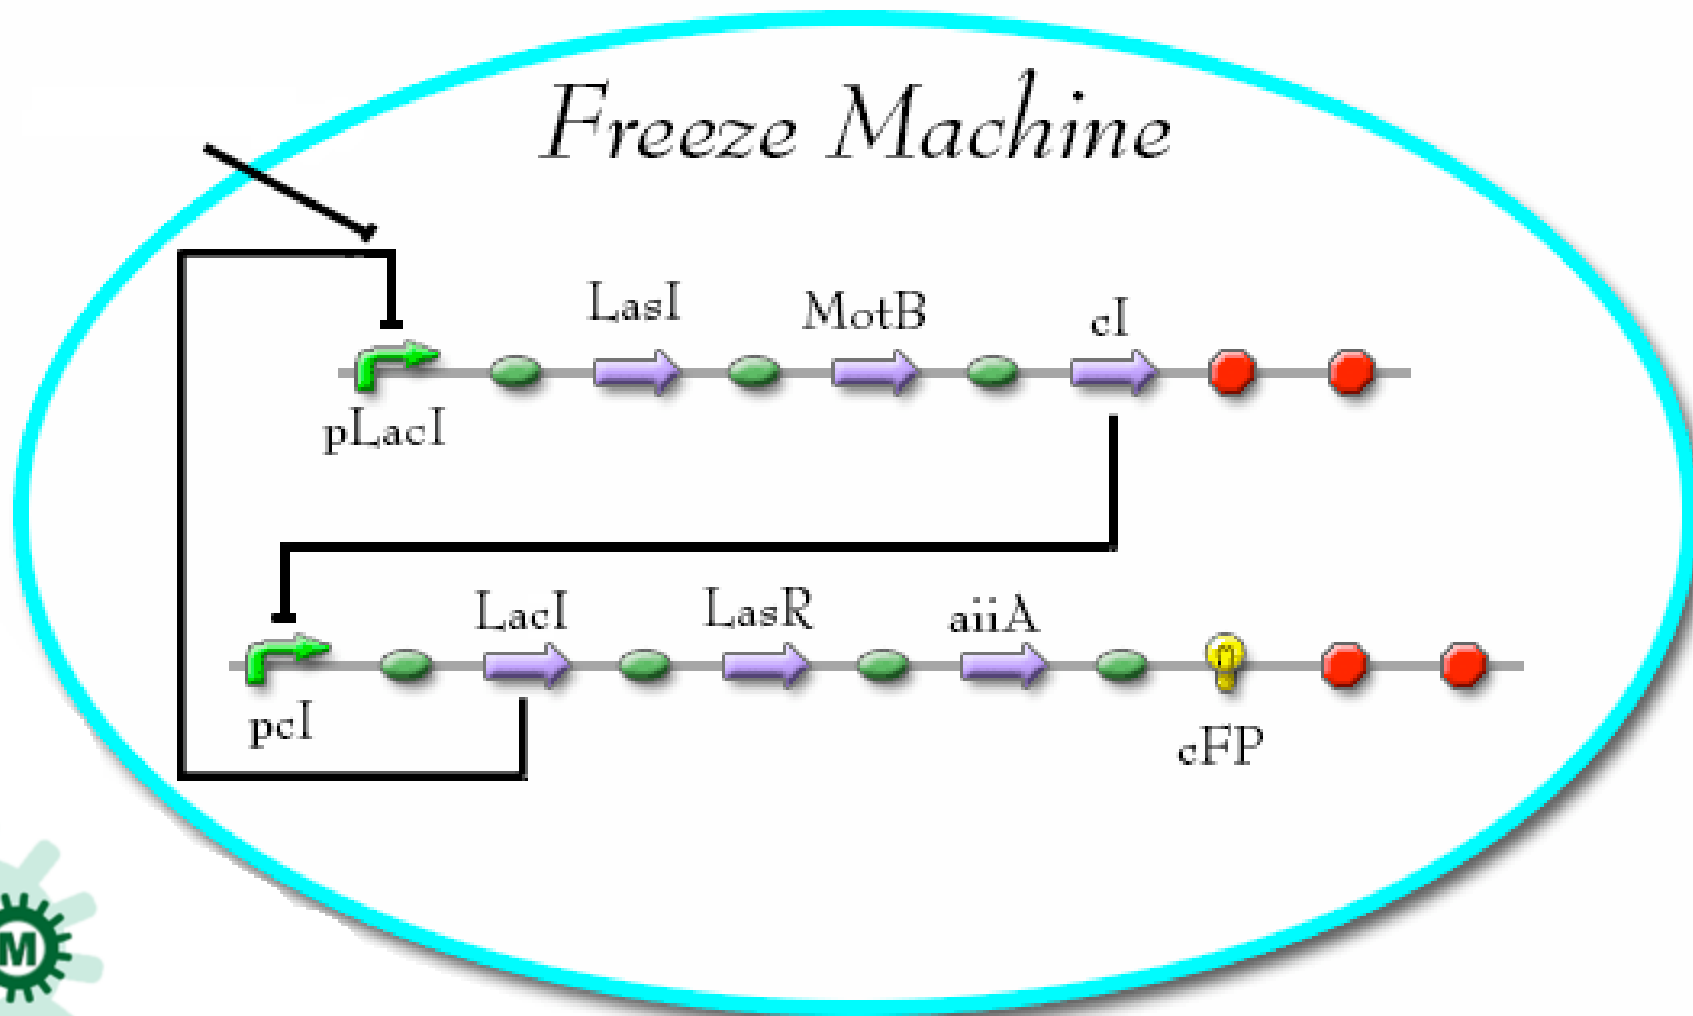 Freeze Machine
LasI
MotB
cI
pLacI
LacI
LasR
aiiA
pcI
cFP
M